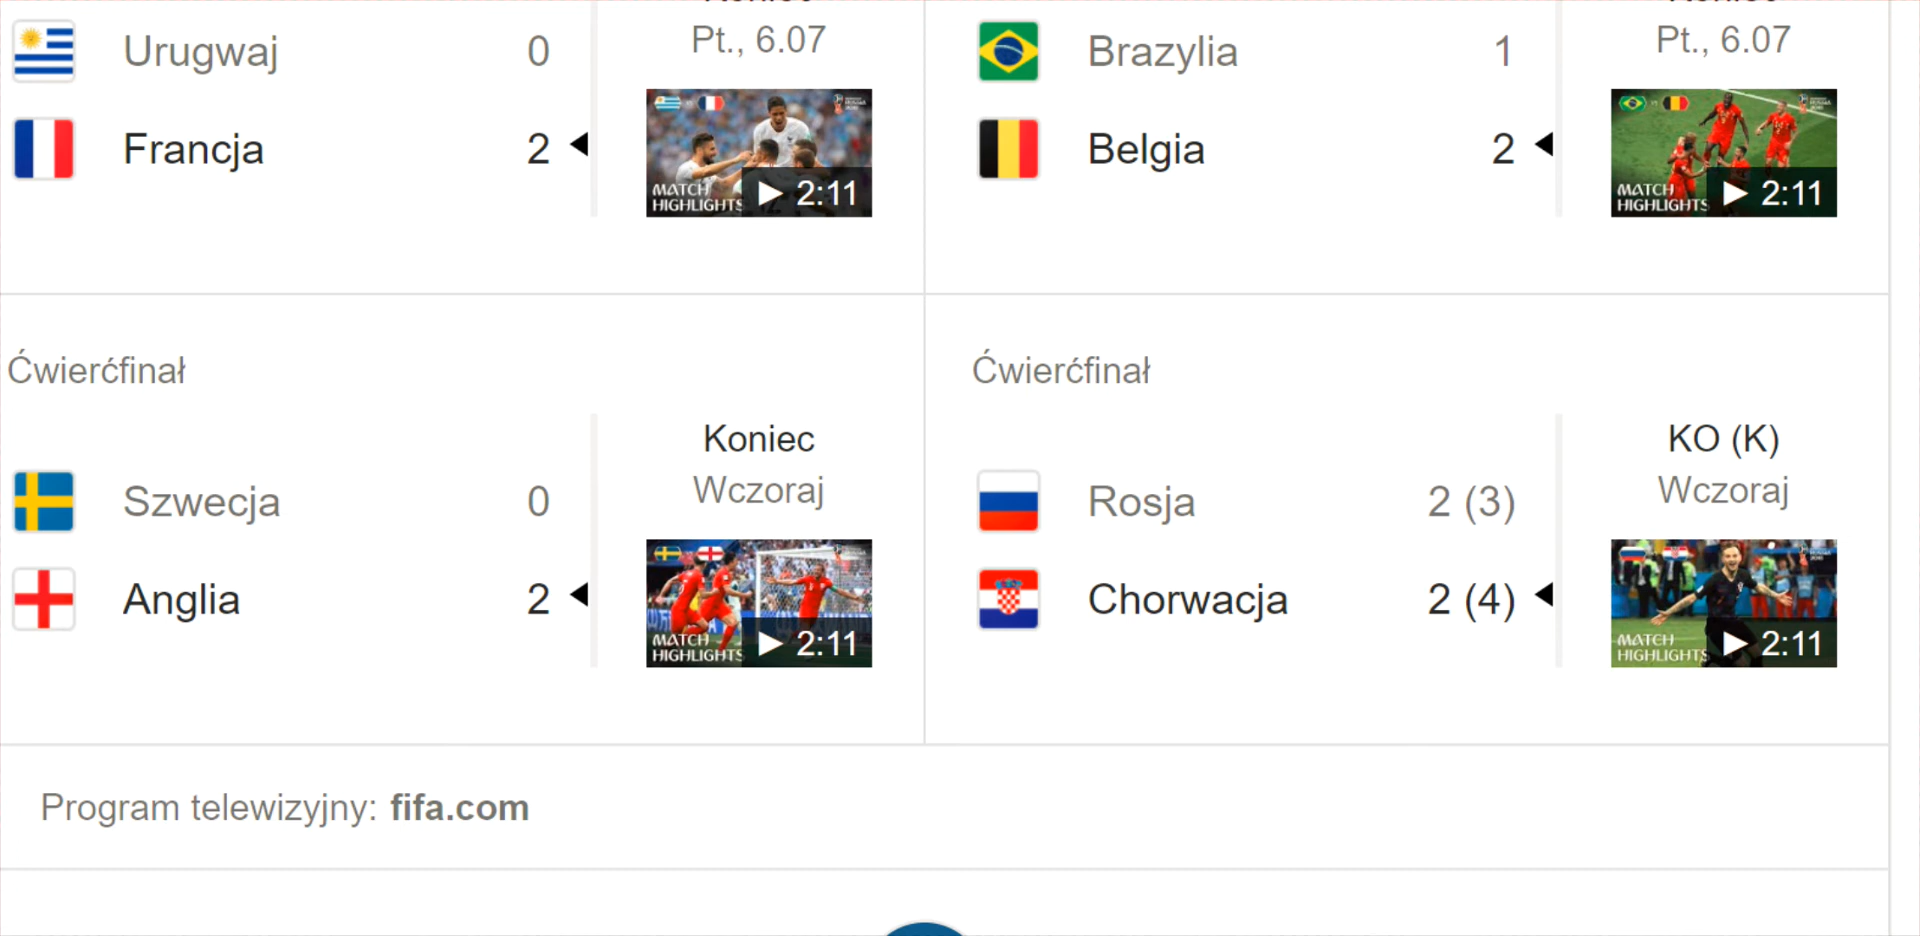 Pt., 6.07
Urugwaj 0
Francja 2
MATCH
HIGHLIGHTS
2:11
Pt., 6.07
Brazylia 1
Belgia 2
MATCH
HIGHLIGHTS
2:11
Ćwierćfinał
Koniec
Wczoraj
Szwecja 0
Anglia 2
MATCH
HIGHLIGHTS
2:11
Ćwierćfinał
KO (K)
Wczoraj
Rosja 2 (3)
Chorwacja 2 (4)
MATCH
HIGHLIGHTS
2:11
Program telewizyjny: fifa.com